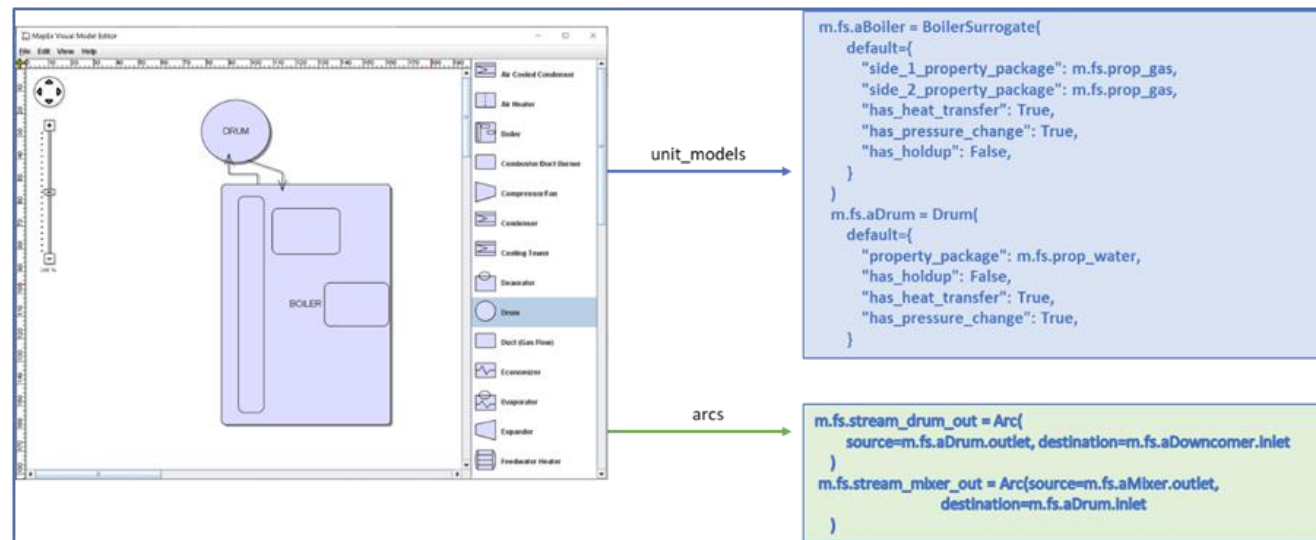 MapEx Visual Model Editor
File Edit View Help
DRUM
BOILER
Air Cooled Condenser
Air Heater
Boiler
Combustor/Duct Burner
Compressor/Fan
Condenser
Cooling Tower
Deaerator
Drum
Duct (Gas Flow)
Economizer
Evaporator
Expander
Feedwater Heater
unit_models
arcs
m.fs.aBoiler = BoilerSurrogate(
default={
"side_1_property_package": m.fs.prop_gas,
"side_2_property_package": m.fs.prop_gas,
"has_heat_transfer": True,
"has_pressure_change": True,
"has_holdup": False,
}
)
m.fs.aDrum = Drum(
default={
"property_package": m.fs.prop_water,
"has_holdup": False,
"has_heat_transfer": True,
"has_pressure_change": True,
}
m.fs.stream_drum_out = Arc(
source=m.fs.aDrum.outlet, destination=m.fs.aDowncomer.inlet
)
m.fs.stream_mixer_out = Arc(source=m.fs.aMixer.outlet,
destination=m.fs.aDrum.inlet
)